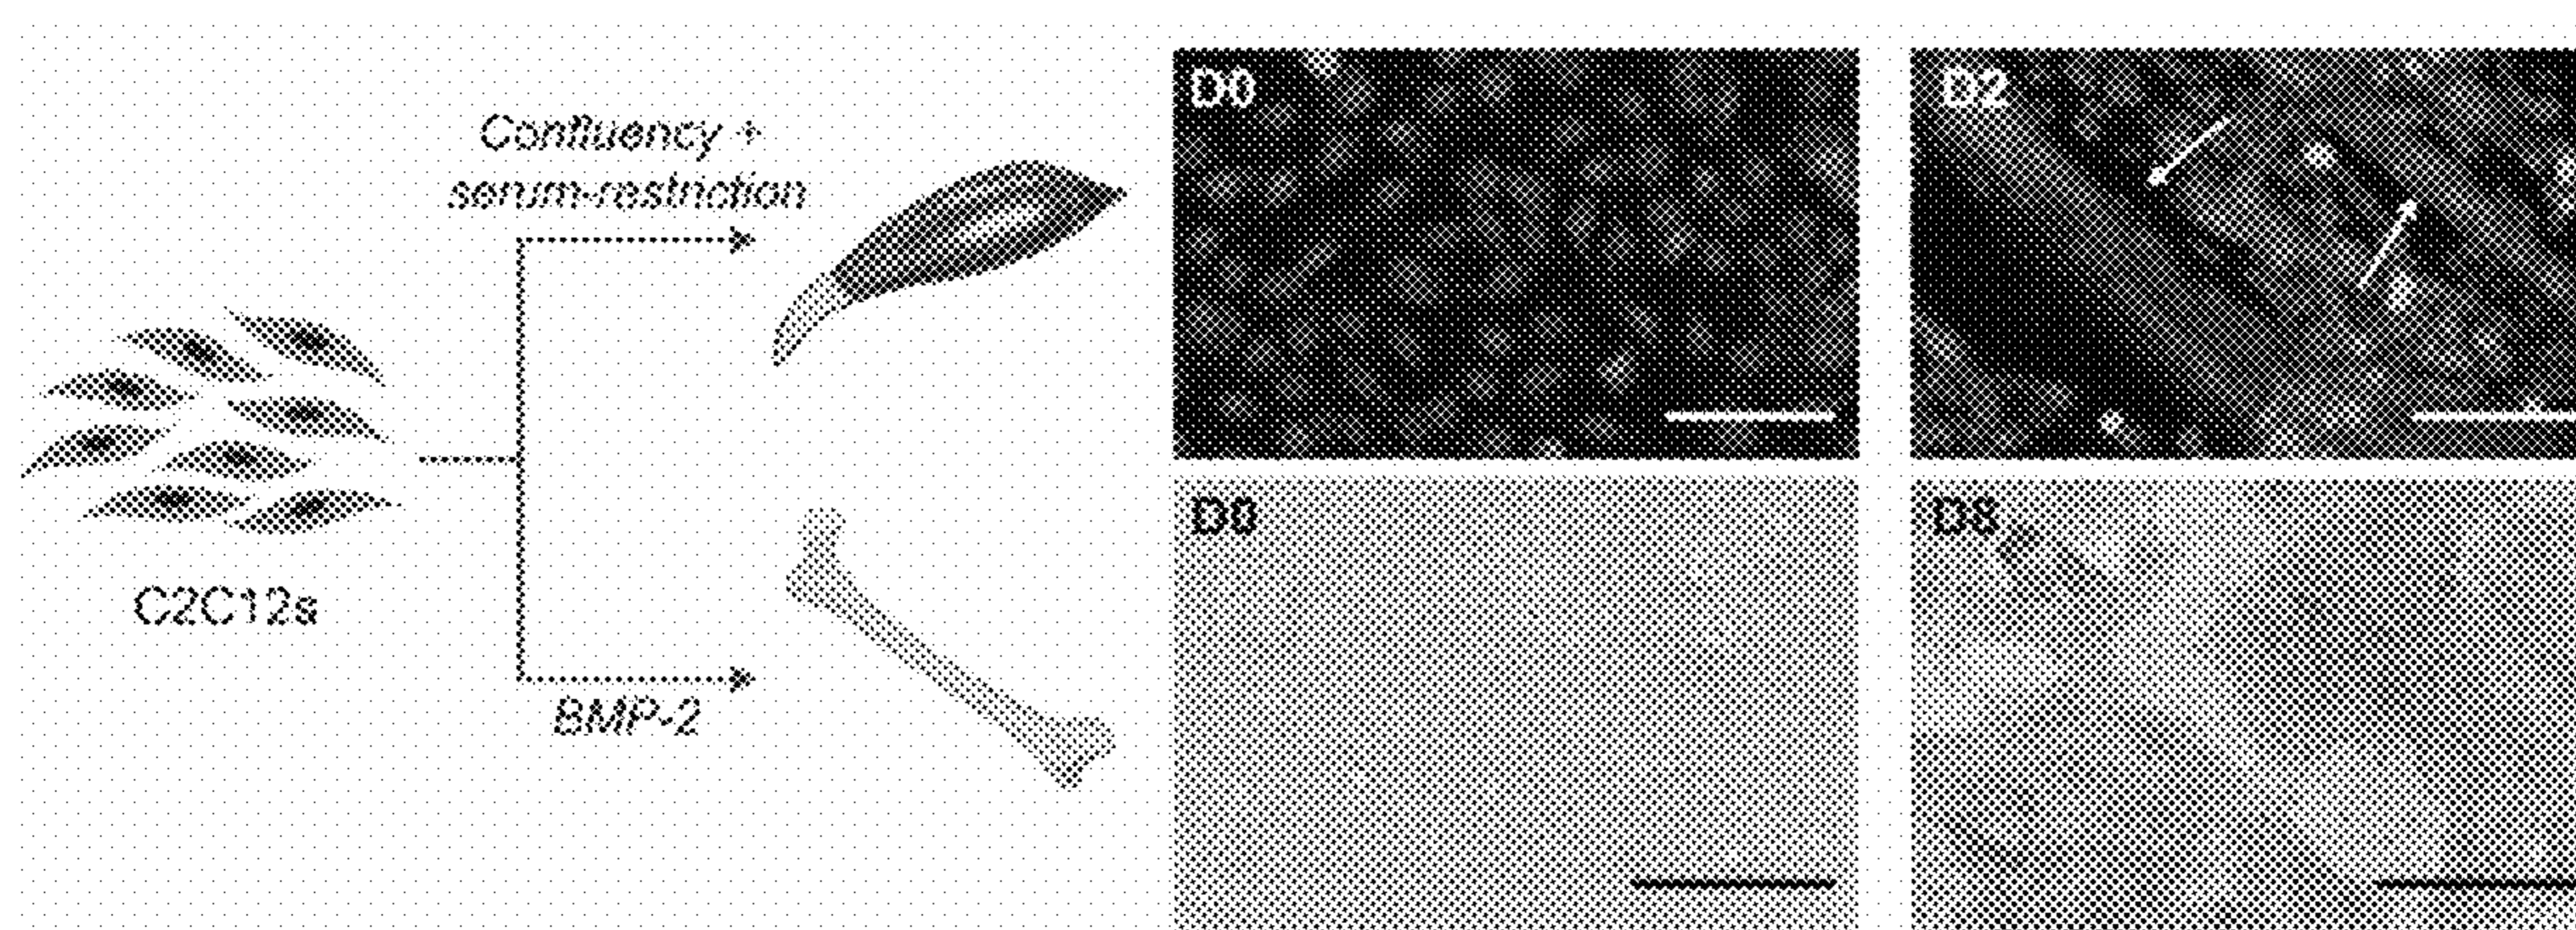 Confluency +
serum-restriction
C2C12s
BMP-2
D0
D2
D0
D8